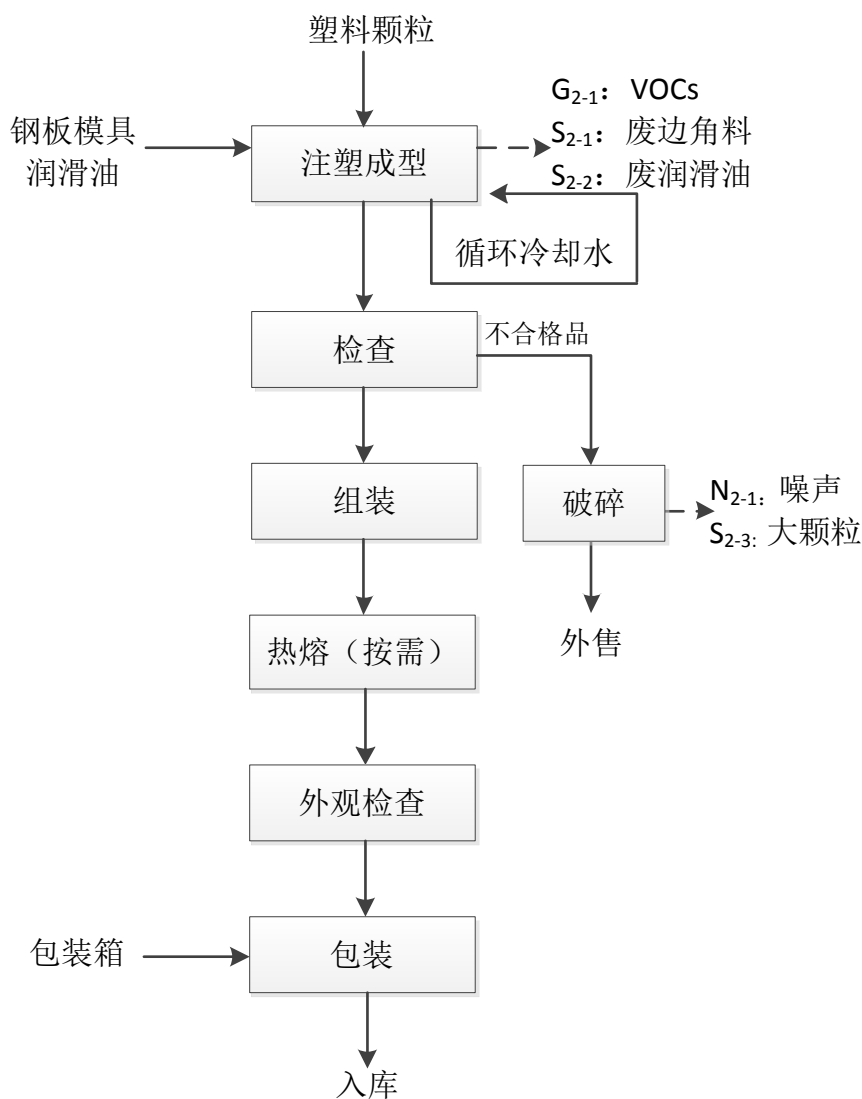 塑料颗粒
钢板模具
润滑油
注塑成型
G2-1：VOCs
S2-1：废边角料
S2-2：废润滑油
循环冷却水
检查
不合格品
组装
破碎
N2-1：噪声
S2-3: 大颗粒
热熔（按需）
外售
外观检查
包装箱
包装
入库